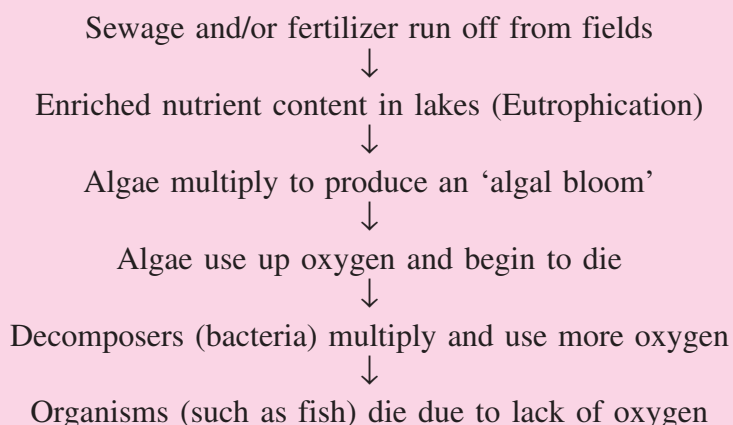 Sewage and/or fertilizer run off from fields
↓
Enriched nutrient content in lakes (Eutrophication)
↓
Algae multiply to produce an ‘algal bloom’
↓
Algae use up oxygen and begin to die
↓
Decomposers (bacteria) multiply and use more oxygen
↓
Organisms (such as fish) die due to lack of oxygen